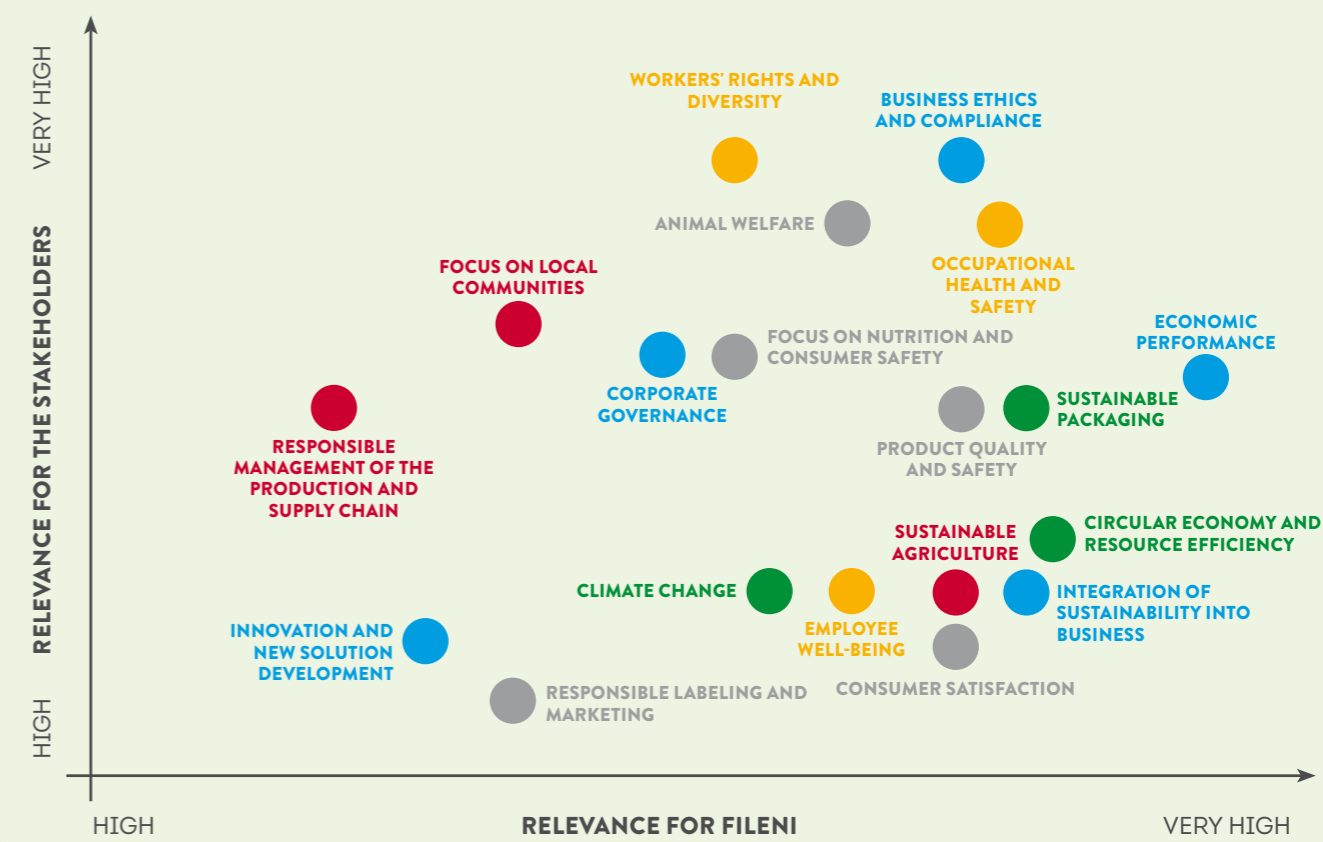 VERY HIGH
RELEVANCE FOR THE STAKEHOLDERS
HIGH
WORKERS' RIGHTS AND
DIVERSITY
BUSINESS ETHICS
AND COMPLIANCE
ANIMAL WELFARE
OCCUPATIONAL
HEALTH AND
SAFETY
FOCUS ON LOCAL
COMMUNITIES
ECONOMIC
PERFORMANCE
FOCUS ON NUTRITION AND
CONSUMER SAFETY
CORPORATE
GOVERNANCE
SUSTAINABLE
PACKAGING
RESPONSIBLE
MANAGEMENT OF THE
PRODUCTION AND
SUPPLY CHAIN
PRODUCT QUALITY
AND SAFETY
CIRCULAR ECONOMY AND
RESOURCE EFFICIENCY
SUSTAINABLE
AGRICULTURE
CLIMATE CHANGE
EMPLOYEE
WELL-BEING
INTEGRATION OF
SUSTAINABILITY INTO
BUSINESS
INNOVATION AND
NEW SOLUTION
DEVELOPMENT
CONSUMER SATISFACTION
RESPONSIBLE LABELING AND
MARKETING
HIGH
RELEVANCE FOR FILENI
VERY HIGH